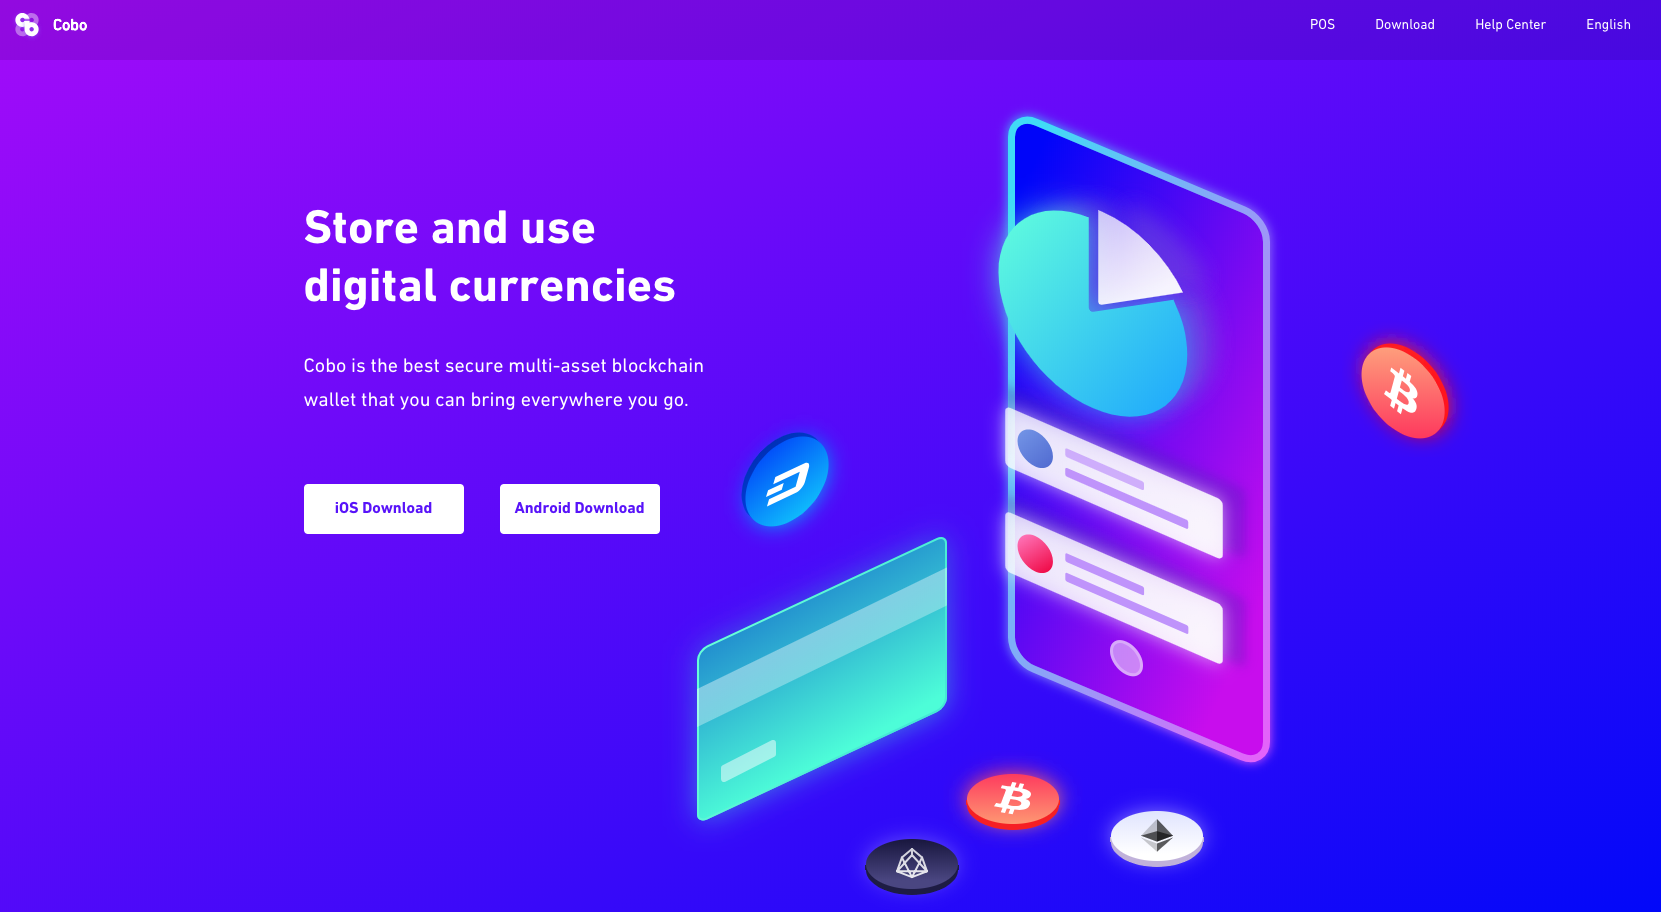 Cobo
POS
Download
Help Center
English
Store and use
digital currencies
Cobo is the best secure multi-asset blockchain
wallet that you can bring everywhere you go.
iOS Download
Android Download